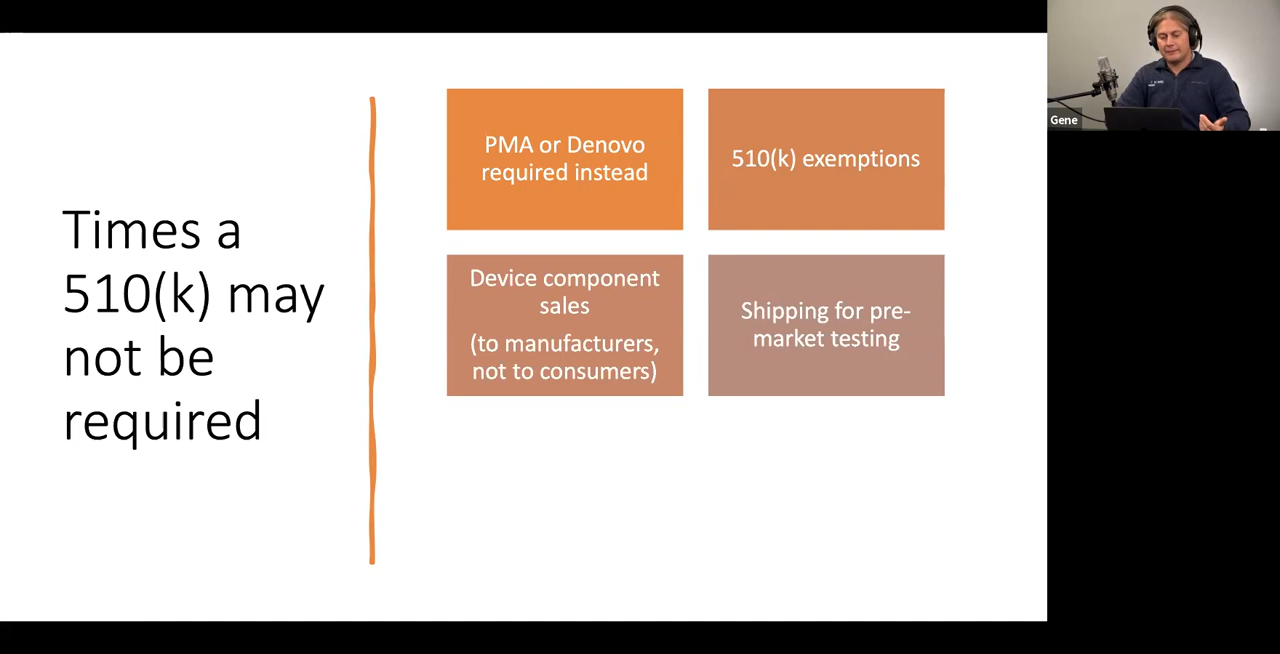 Times a
510(k) may
not be
required
PMA or Denovo
required instead
510(k) exemptions
Device component
sales
(to manufacturers,
not to consumers)
Shipping for pre-
market testing
Gene